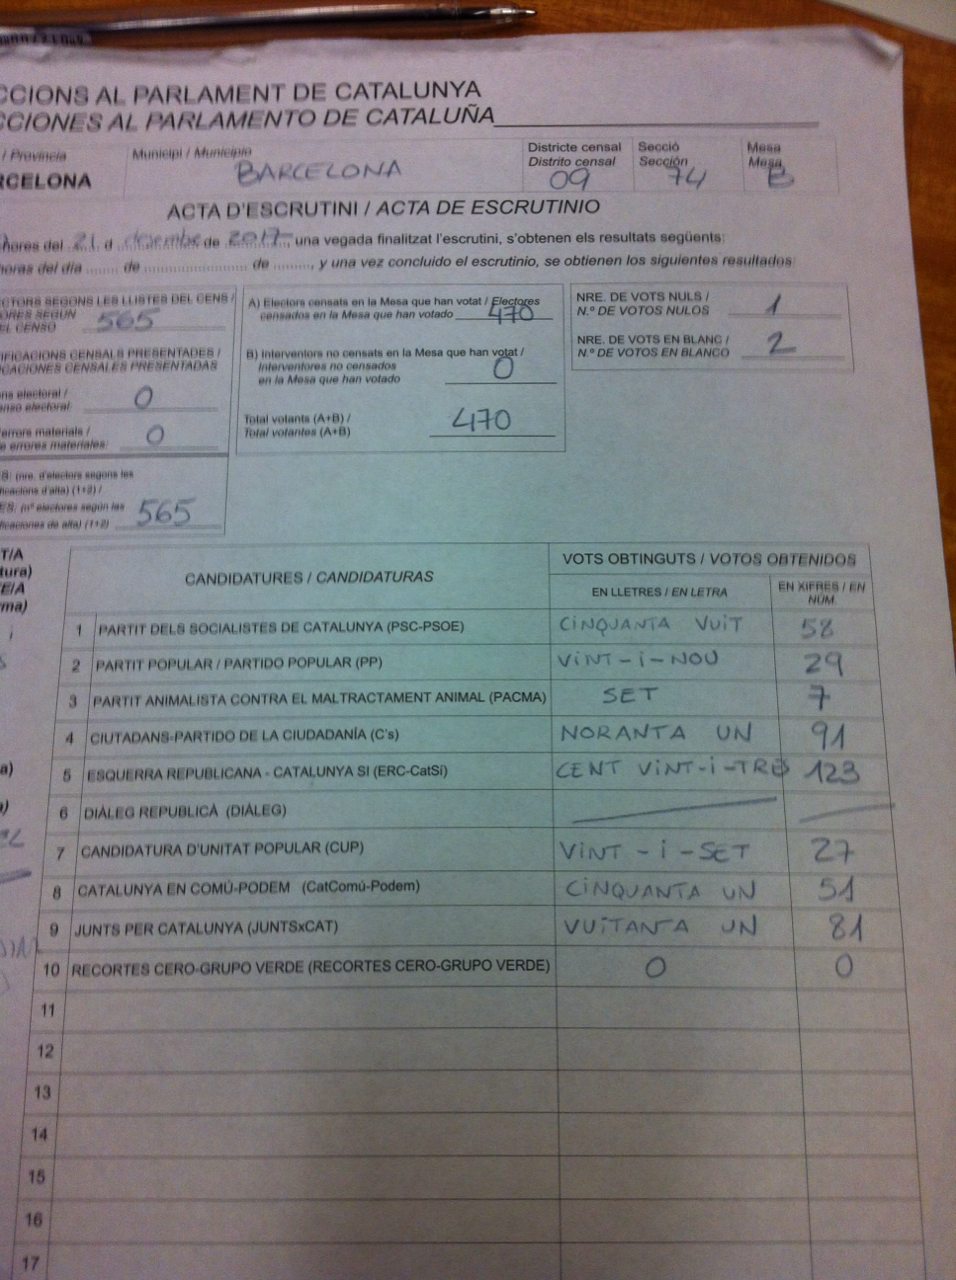 CCIONS AL PARLAMENT DE CATALUNYA
CCIONES AL PARLAMENTO DE CATALUÑA
/ Provincia
RCELONA
Municipi / Municipio
BARCELONA
Districte censal
Distrito censal
09
Secció
Sección
74
Mesa
Mesa
B
ACTA D'ESCRUTINI / ACTA DE ESCRUTINIO
hores del 21 d desembre de 2017, una vegada finalitzat l'escrutini, s'obtenen els resultats següents:
horas del día ........ de ........................ de ........, y una vez concluido el escrutinio, se obtienen los siguientes resultados:
ECTORS SEGONS LES LLISTES DEL CENS /
ORES SEGÚN
EL CENSO 565
IFICACIONS CENSALS PRESENTADES /
CACIONES CENSALES PRESENTADAS
ns electoral /
enso electoral: 0
errors materials /
e errores materiales: 0
S: (nre. d'electors segons les
ficacions d'alta) (1+2) /
ES: (nº electores según las
ificaciones de alta) (1+2) 565
A) Electors censats en la Mesa que han votat / Electores
censados en la Mesa que han votado 470
B) Interventors no censats en la Mesa que han votat /
Interventores no censados
en la Mesa que han votado 0
Total votants (A+B) /
Total votantes (A+B) 470
NRE. DE VOTS NULS /
N.º DE VOTOS NULOS 1
NRE. DE VOTS EN BLANC /
N.º DE VOTOS EN BLANCO 2
T/A
tura)
E/A
ma)
CANDIDATURES / CANDIDATURAS
VOTS OBTINGUTS / VOTOS OBTENIDOS
EN LLETRES / EN LETRA
EN XIFRES / EN
NÚM.
1 PARTIT DELS SOCIALISTES DE CATALUNYA (PSC-PSOE) CINQUANTA VUIT 58
2 PARTIT POPULAR / PARTIDO POPULAR (PP) VINT-I-NOU 29
3 PARTIT ANIMALISTA CONTRA EL MALTRACTAMENT ANIMAL (PACMA) SET 7
4 CIUTADANS-PARTIDO DE LA CIUDADANÍA (C's) NORANTA UN 91
5 ESQUERRA REPUBLICANA - CATALUNYA SI (ERC-CatSí) CENT VINT-I-TRES 123
6 DIÀLEG REPUBLICÀ (DIÀLEG)
7 CANDIDATURA D'UNITAT POPULAR (CUP) VINT-I-SET 27
8 CATALUNYA EN COMÚ-PODEM (CatComú-Podem) CINQUANTA UN 51
9 JUNTS PER CATALUNYA (JUNTSxCAT) VUITANTA UN 81
10 RECORTES CERO-GRUPO VERDE (RECORTES CERO-GRUPO VERDE) 0 0
11
12
13
14
15
16
17